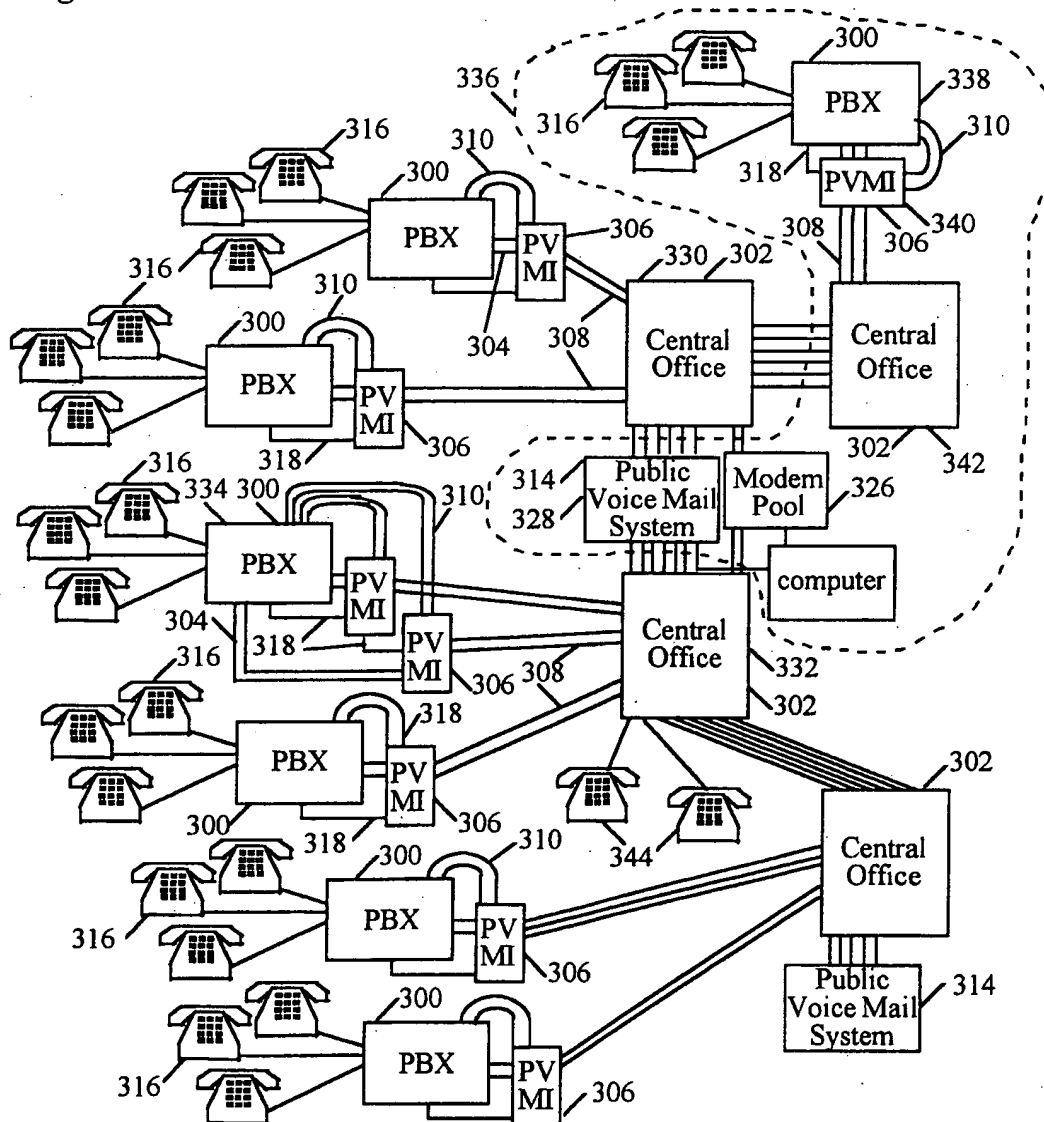 300
336
338
PBX
316
310
318
PVMI
306
340
308
316
310
300
306
PBX
PV
MI
316
330
302
304
308
Central
Office
Central
Office
302
342
316
310
300
308
PBX
PV
MI
306
318
314
Public
Voice Mail
System
328
Modem
Pool
326
computer
316
334
300
310
PBX
PV
MI
PV
MI
304
318
306
308
Central
Office
332
302
316
318
PBX
PV
MI
300
318
306
344
302
Central
Office
300
310
PBX
PV
MI
316
306
Public
Voice Mail
System
314
300
PBX
PV
MI
316
306